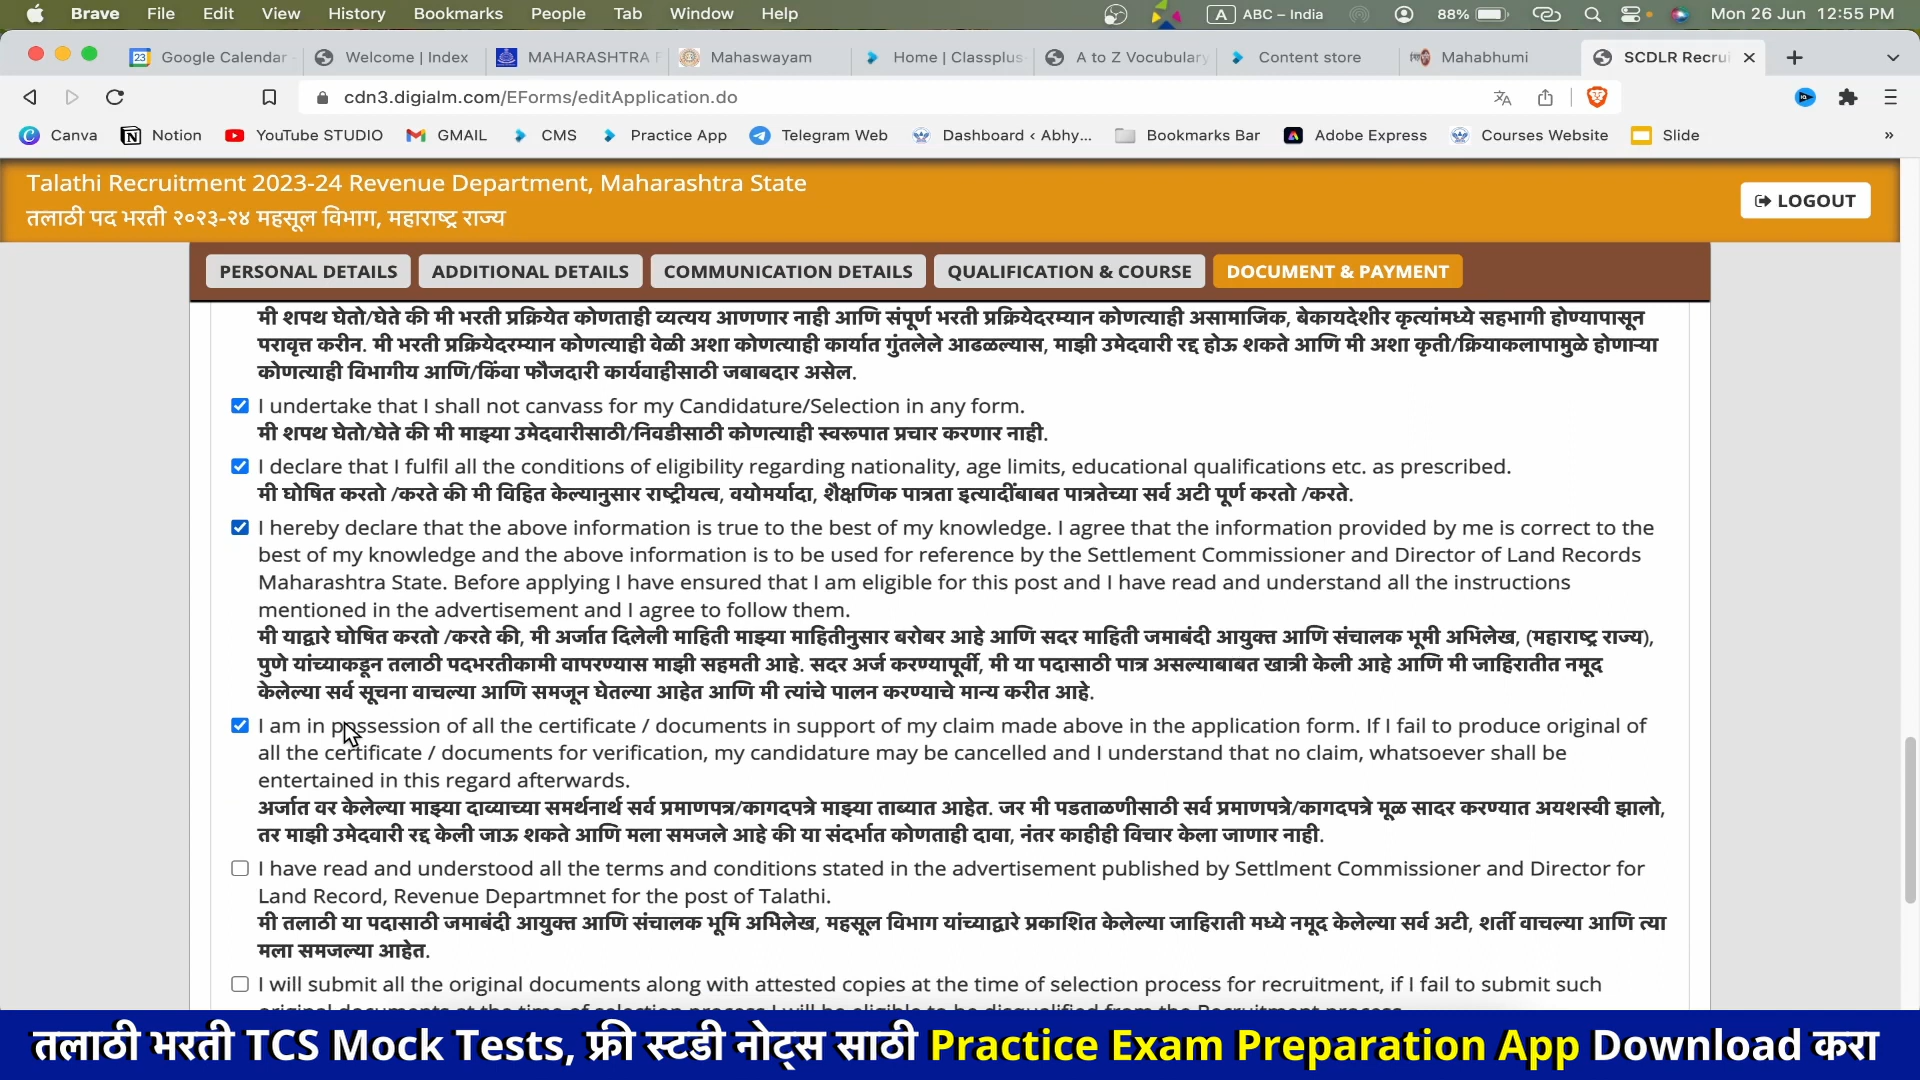 Brave File Edit View History Bookmarks People Tab Window Help A ABC – India 88% Mon 26 Jun 12:55 PM
23 Google Calendar Welcome | Index MAHARASHTRA Mahaswayam Home | Classplus A to Z Vocabulary Content store Mahabhumi SCDLR Recrui
cdn3.digialm.com/EForms/editApplication.do
Canva Notion YouTube STUDIO GMAIL CMS Practice App Telegram Web Dashboard ‹ Abhy... Bookmarks Bar Adobe Express Courses Website Slide »
Talathi Recruitment 2023-24 Revenue Department, Maharashtra State
तलाठी पद भरती २०२३-२४ महसूल विभाग, महाराष्ट्र राज्य
LOGOUT
PERSONAL DETAILS ADDITIONAL DETAILS COMMUNICATION DETAILS QUALIFICATION & COURSE DOCUMENT & PAYMENT
मी शपथ घेतो/घेते की मी भरती प्रक्रियेत कोणताही व्यत्यय आणणार नाही आणि संपूर्ण भरती प्रक्रियेदरम्यान कोणत्याही असामाजिक, बेकायदेशीर कृत्यांमध्ये सहभागी होण्यापासून
परावृत्त करीन. मी भरती प्रक्रियेदरम्यान कोणत्याही वेळी अशा कोणत्याही कार्यात गुंतलेले आढळल्यास, माझी उमेदवारी रद्द होऊ शकते आणि मी अशा कृती/क्रियाकलापामुळे होणाऱ्या
कोणत्याही विभागीय आणि/किंवा फौजदारी कार्यवाहीसाठी जबाबदार असेल.
I undertake that I shall not canvass for my Candidature/Selection in any form.
मी शपथ घेतो/घेते की मी माझ्या उमेदवारीसाठी/निवडीसाठी कोणत्याही स्वरूपात प्रचार करणार नाही.
I declare that I fulfil all the conditions of eligibility regarding nationality, age limits, educational qualifications etc. as prescribed.
मी घोषित करतो /करते की मी विहित केल्यानुसार राष्ट्रीयत्व, वयोमर्यादा, शैक्षणिक पात्रता इत्यादींबाबत पात्रतेच्या सर्व अटी पूर्ण करतो /करते.
I hereby declare that the above information is true to the best of my knowledge. I agree that the information provided by me is correct to the
best of my knowledge and the above information is to be used for reference by the Settlement Commissioner and Director of Land Records
Maharashtra State. Before applying I have ensured that I am eligible for this post and I have read and understand all the instructions
mentioned in the advertisement and I agree to follow them.
मी याद्वारे घोषित करतो /करते की, मी अर्जात दिलेली माहिती माझ्या माहितीनुसार बरोबर आहे आणि सदर माहिती जमाबंदी आयुक्त आणि संचालक भूमी अभिलेख, (महाराष्ट्र राज्य),
पुणे यांच्याकडून तलाठी पदभरतीकामी वापरण्यास माझी सहमती आहे. सदर अर्ज करण्यापूर्वी, मी या पदासाठी पात्र असल्याबाबत खात्री केली आहे आणि मी जाहिरातीत नमूद
केलेल्या सर्व सूचना वाचल्या आणि समजून घेतल्या आहेत आणि मी त्यांचे पालन करण्याचे मान्य करीत आहे.
I am in possession of all the certificate / documents in support of my claim made above in the application form. If I fail to produce original of
all the certificate / documents for verification, my candidature may be cancelled and I understand that no claim, whatsoever shall be
entertained in this regard afterwards.
अर्जात वर केलेल्या माझ्या दाव्याच्या समर्थनार्थ सर्व प्रमाणपत्र/कागदपत्रे माझ्या ताब्यात आहेत. जर मी पडताळणीसाठी सर्व प्रमाणपत्रे/कागदपत्रे मूळ सादर करण्यात अयशस्वी झालो,
तर माझी उमेदवारी रद्द केली जाऊ शकते आणि मला समजले आहे की या संदर्भात कोणताही दावा, नंतर काहीही विचार केला जाणार नाही.
I have read and understood all the terms and conditions stated in the advertisement published by Settlment Commissioner and Director for
Land Record, Revenue Departmnet for the post of Talathi.
मी तलाठी या पदासाठी जमाबंदी आयुक्त आणि संचालक भूमि अभिलेख, महसूल विभाग यांच्याद्वारे प्रकाशित केलेल्या जाहिराती मध्ये नमूद केलेल्या सर्व अटी, शर्ती वाचल्या आणि त्या
मला समजल्या आहेत.
I will submit all the original documents along with attested copies at the time of selection process for recruitment, if I fail to submit such
original documents at the time of selection process I will be eligible to be disqualified from the Recruitment process.
तलाठी भरती TCS Mock Tests, फ्री स्टडी नोट्स साठी Practice Exam Preparation App Download करा